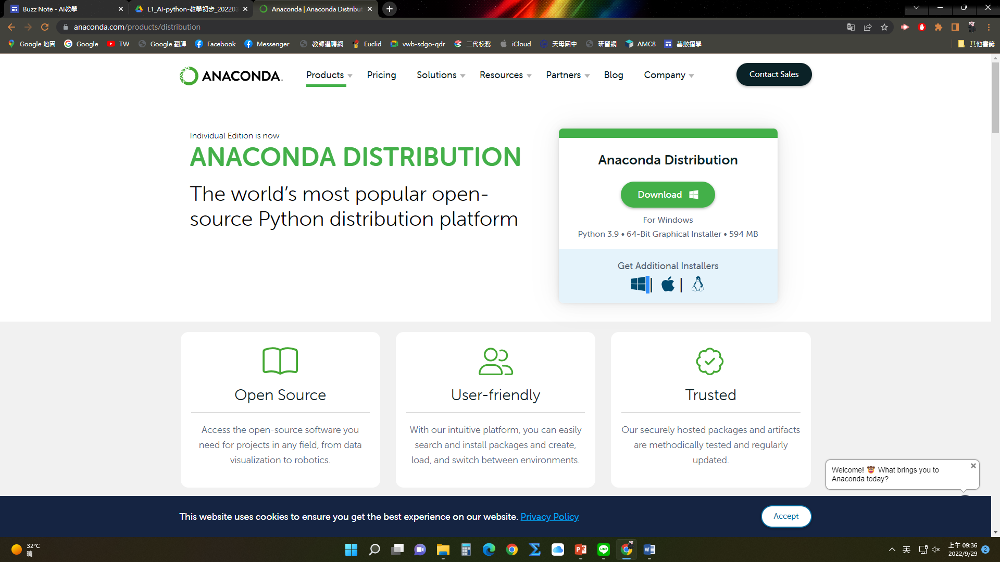 Buzz Note - AI教學
L1_AI-python-教學初步_202203
Anaconda | Anaconda Distribut
anaconda.com/products/distribution
Google 地圖
Google
TW
Google 翻譯
Facebook
Messenger
教師選聘網
Euclid
vwb-sdgo-qdr
二代校務
iCloud
天母國中
研習網
AMC8
藝數摺學
其他書籤
ANACONDA.
Products
Pricing
Solutions
Resources
Partners
Blog
Company
Contact Sales
Individual Edition is now
ANACONDA DISTRIBUTION
The world’s most popular open-
source Python distribution platform
Anaconda Distribution
Download
For Windows
Python 3.9 • 64-Bit Graphical Installer • 594 MB
Get Additional Installers
| |
Open Source
Access the open-source software you
need for projects in any field, from data
visualization to robotics.
User-friendly
With our intuitive platform, you can easily
search and install packages and create,
load, and switch between environments.
Trusted
Our securely hosted packages and artifacts
are methodically tested and regularly
updated.
Welcome! 🤠 What brings you to
Anaconda today?
This website uses cookies to ensure you get the best experience on our website. Privacy Policy
Accept
32°C
晴
英
上午 09:36
2022/9/29
2